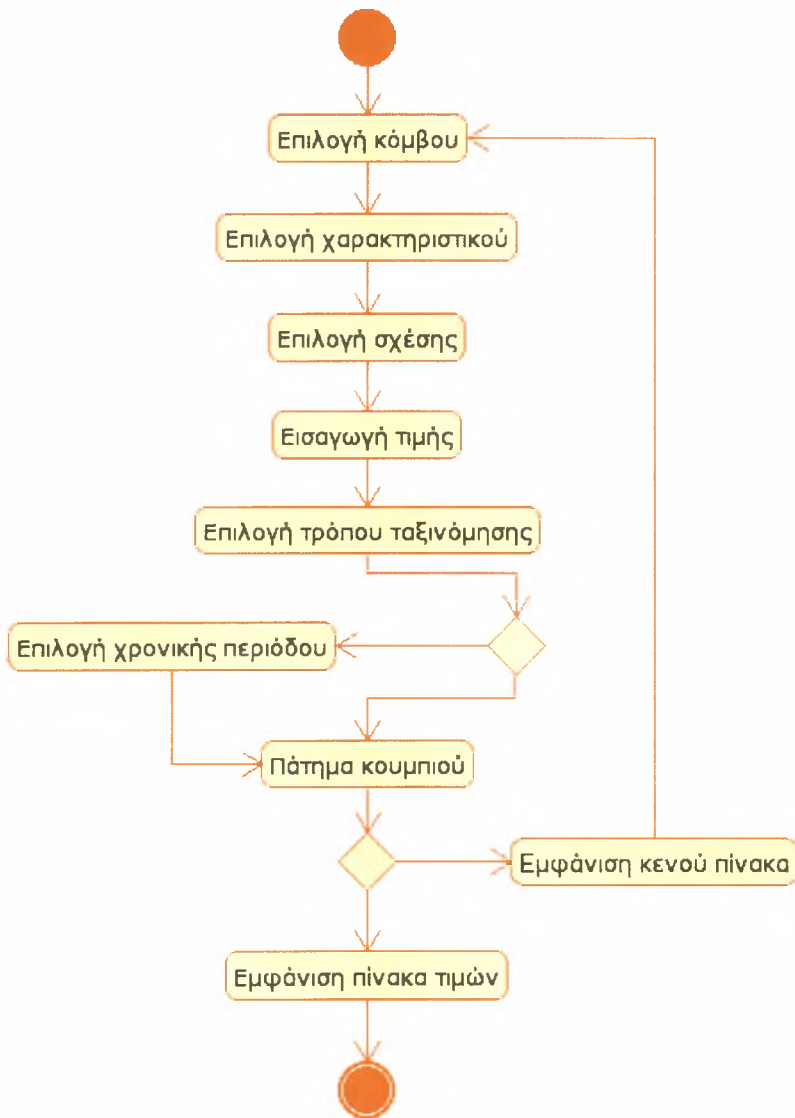 Επιλογή κόμβου
Επιλογή χαρακτηριστικού
Επιλογή σχέσης
Εισαγωγή τιμής
Επιλογή τρόπου ταξινόμησης
Επιλογή χρονικής περιόδου
Πάτημα κουμπιού
Εμφάνιση κενού πίνακα
Εμφάνιση πίνακα τιμών